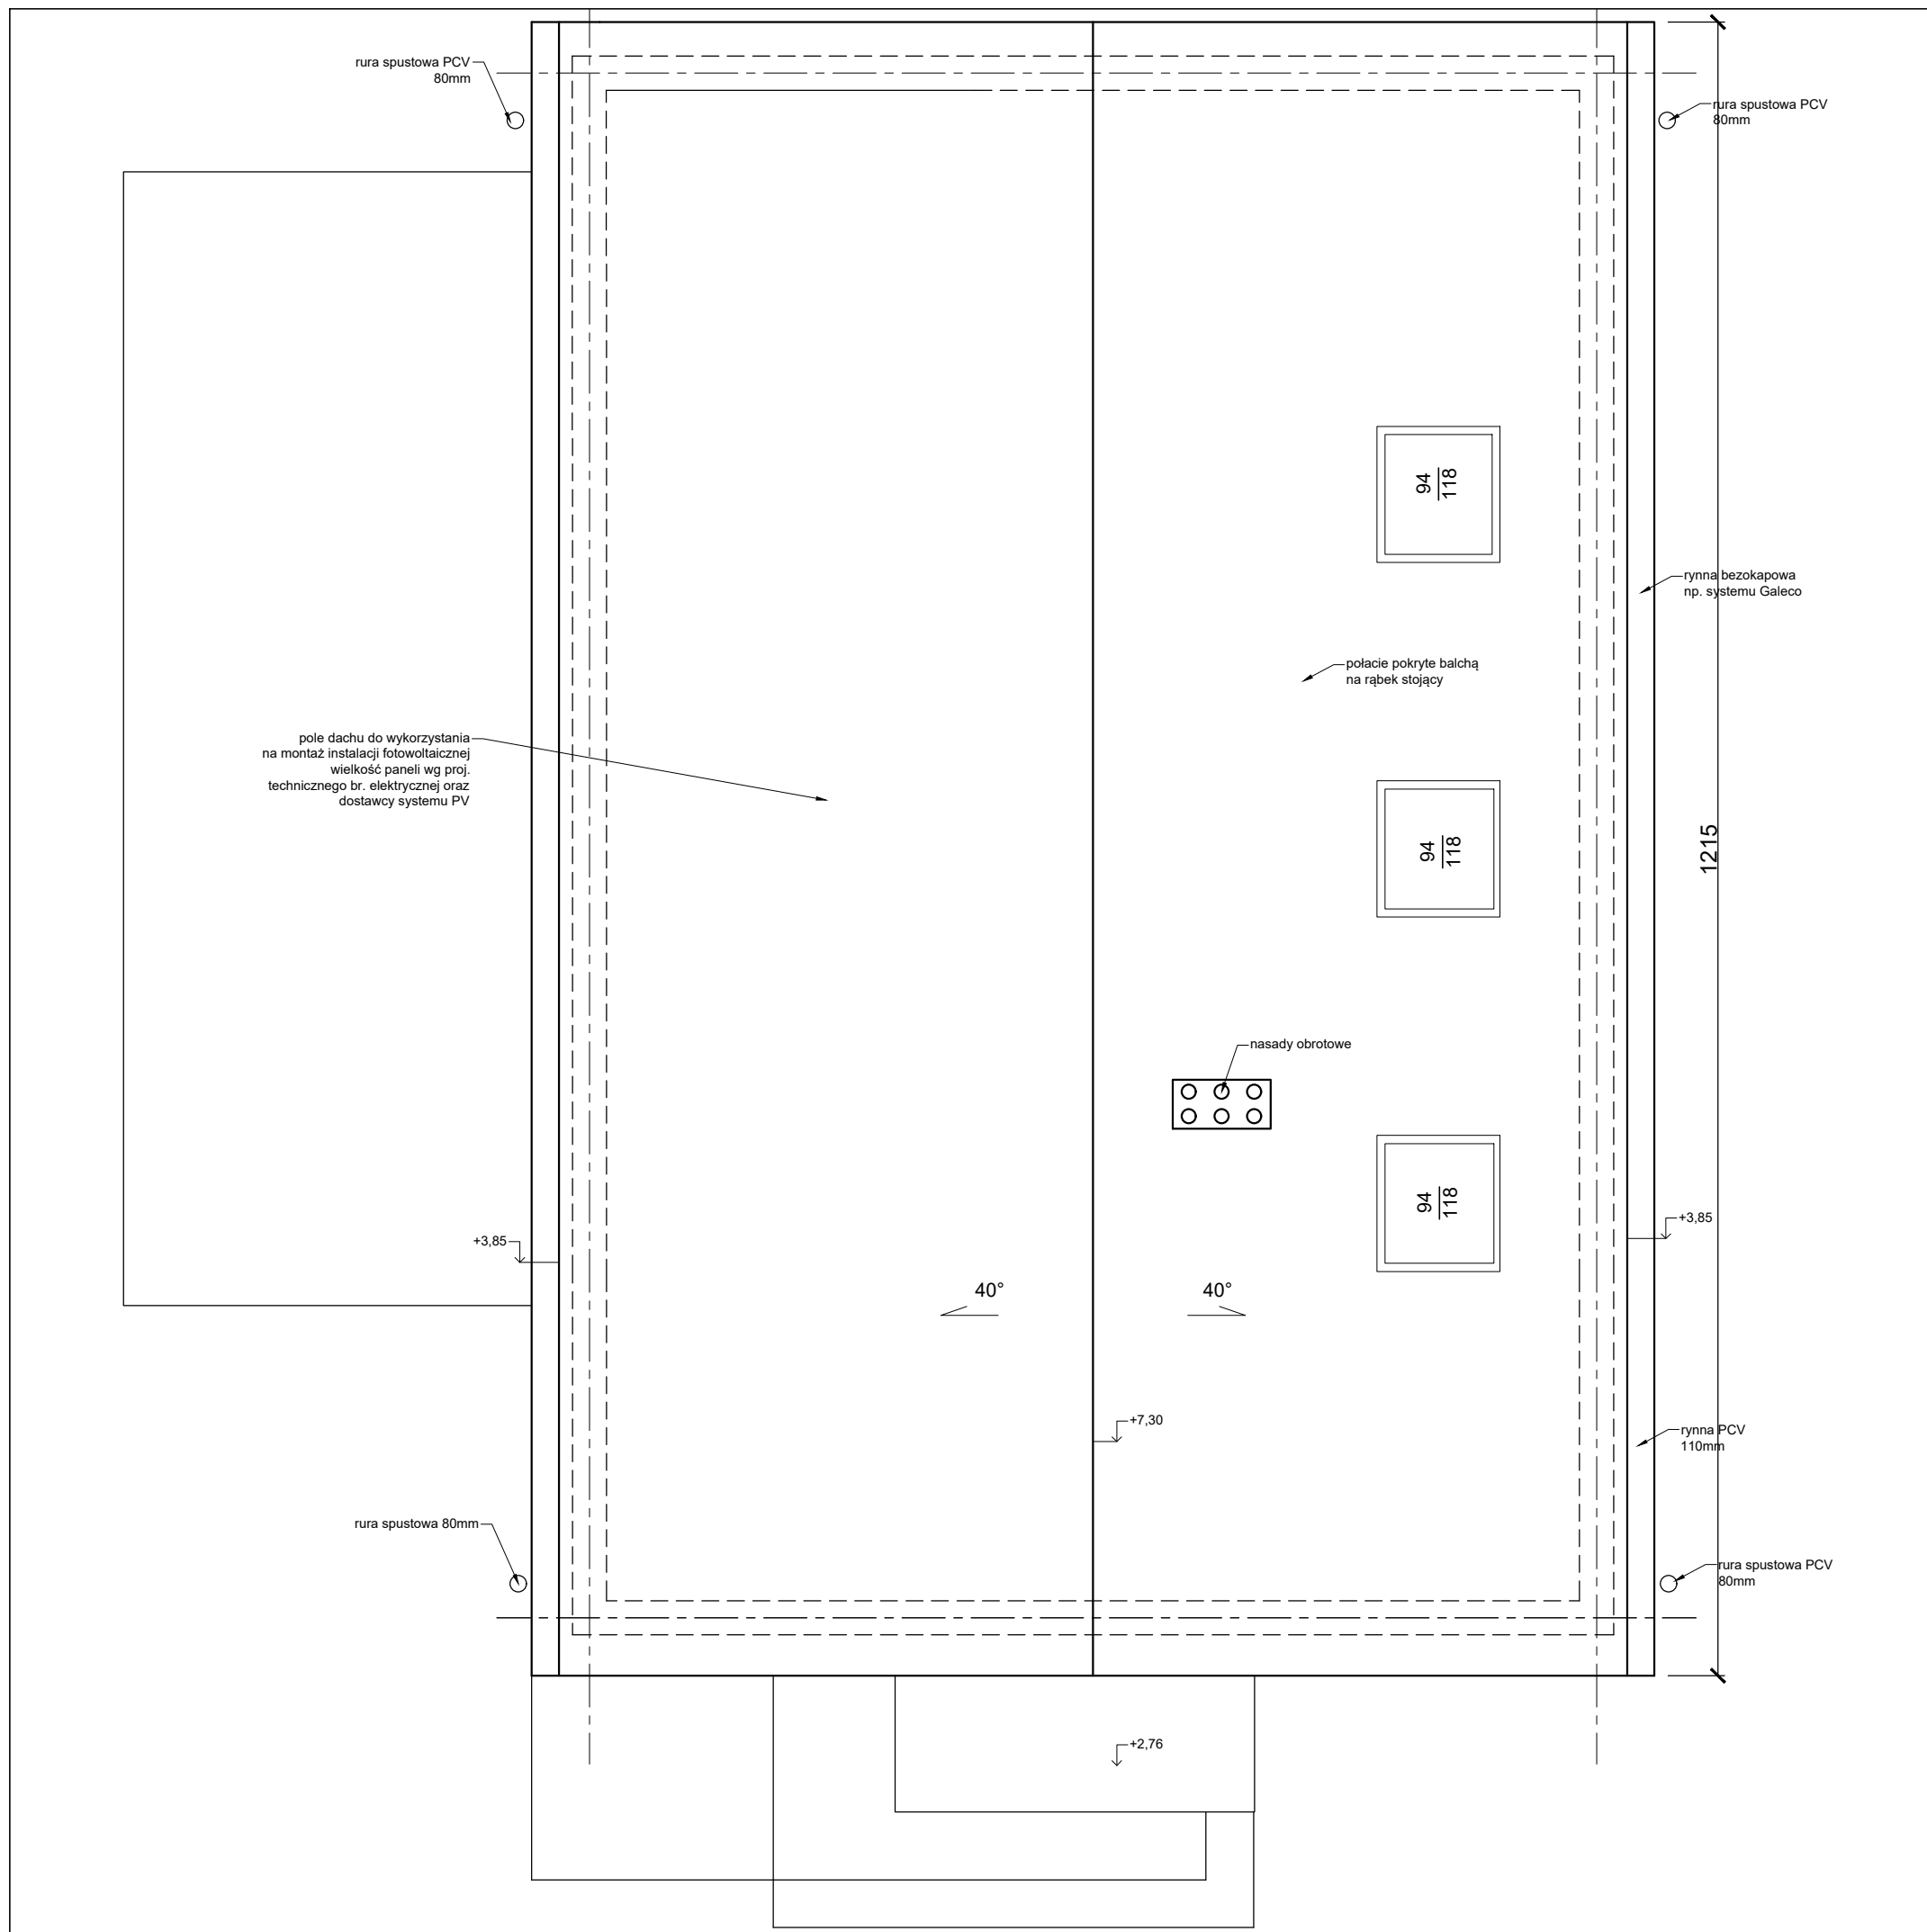 rura spustowa PCV
80mm
rura spustowa PCV
80mm
94
118
rynna bezokapowa
np. systemu Galeco
połacie pokryte balchą
na rąbek stojący
pole dachu do wykorzystania
na montaż instalacji fotowoltaicznej
wielkość paneli wg proj.
technicznego br. elektrycznej oraz
dostawcy systemu PV
94
118
1215
nasady obrotowe
94
118
+3,85
+3,85
40°
40°
+7,30
rynna PCV
110mm
rura spustowa 80mm
rura spustowa PCV
80mm
+2,76